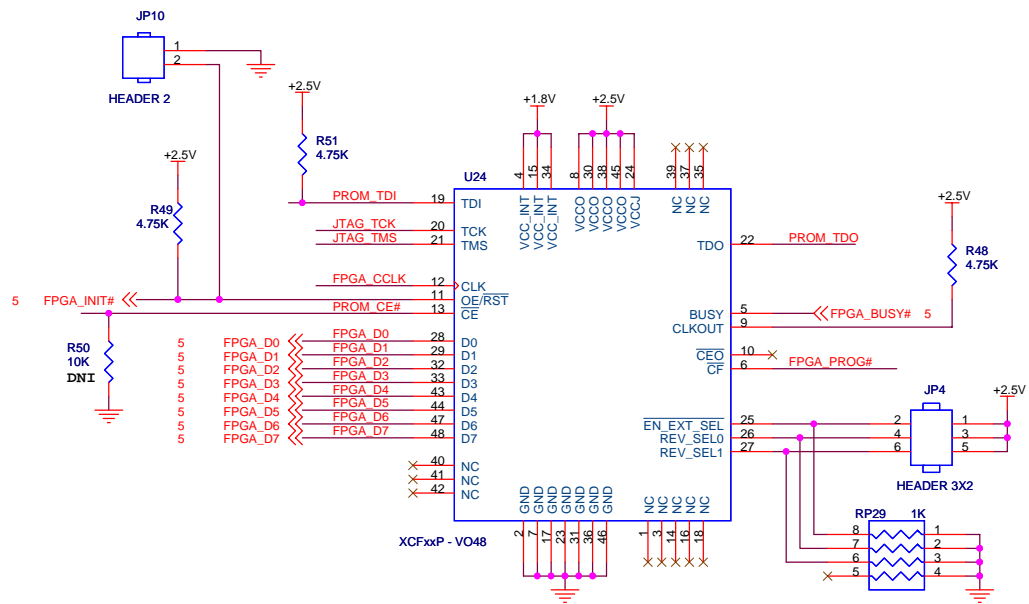 JP10
1
2
HEADER 2
+2.5V
R51
4.75K
+2.5V
R49
4.75K
+1.8V
+2.5V
4 15 34 8 30 38 45 24 39 37 35
VCC_INT VCC_INT VCC_INT VCCO VCCO VCCO VCCO VCCJ NC NC NC
U24
PROM_TDI 19 TDI
JTAG_TCK 20 TCK
JTAG_TMS 21 TMS
FPGA_CCLK 12 CLK
5 FPGA_INIT# 11 OE/RST
PROM_CE# 13 CE
R50
10K
DNI
5 FPGA_D0 FPGA_D0 28 D0
5 FPGA_D1 FPGA_D1 29 D1
5 FPGA_D2 FPGA_D2 32 D2
5 FPGA_D3 FPGA_D3 33 D3
5 FPGA_D4 FPGA_D4 43 D4
5 FPGA_D5 FPGA_D5 44 D5
5 FPGA_D6 FPGA_D6 47 D6
5 FPGA_D7 FPGA_D7 48 D7
40 NC
41 NC
42 NC
TDO 22 PROM_TDO
+2.5V
R48
4.75K
BUSY 5 FPGA_BUSY# 5
CLKOUT 9
CEO 10
CF 6 FPGA_PROG#
EN_EXT_SEL 25
REV_SEL0 26
REV_SEL1 27
JP4
+2.5V
2 1
4 3
6 5
HEADER 3X2
GND GND GND GND GND GND GND NC NC NC NC NC
2 7 17 23 31 36 46 1 3 14 16 18
XCFxxP - VO48
RP29 1K
8 1
7 2
6 3
5 4